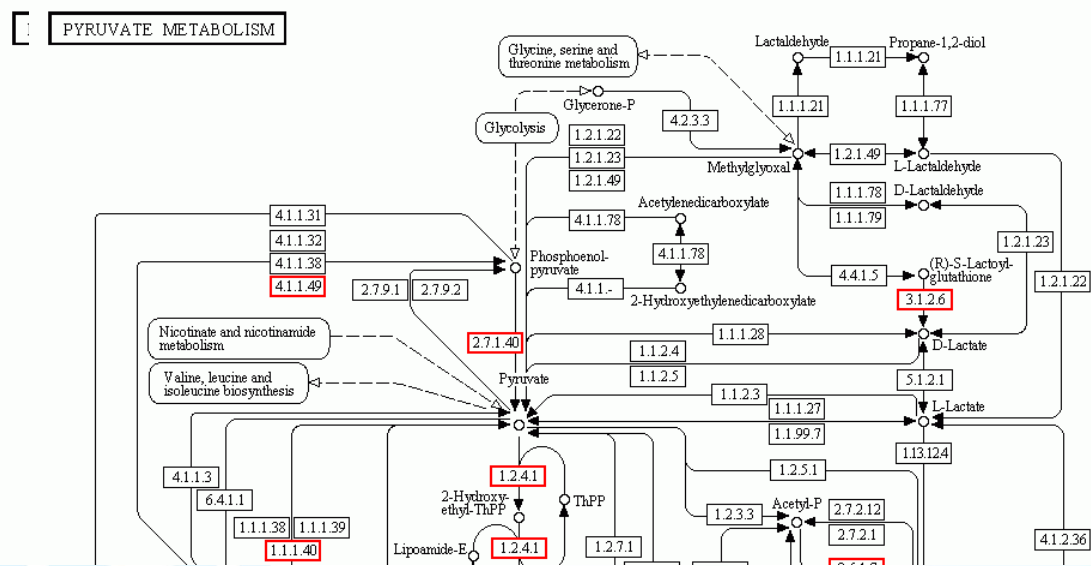 PYRUVATE METABOLISM
Glycine, serine and
threonine metabolism
Lactaldehyde
Propane-1,2-diol
1.1.1.21
Glycerone-P
4.2.3.3
1.1.1.21
1.1.1.77
Glycolysis
1.2.1.22
1.2.1.23
1.2.1.49
Methylglyoxal
1.2.1.49
L-Lactaldehyde
1.1.1.78
1.1.1.79
D-Lactaldehyde
Acetylenedicarboxylate
4.1.1.78
4.1.1.78
4.1.1.31
4.1.1.32
4.1.1.38
4.1.1.49
1.2.1.23
Phosphoenol-
pyruvate
(R)-S-Lactoyl-
glutathione
4.4.1.5
1.2.1.22
2.7.9.1
2.7.9.2
4.1.1.-
2-Hydroxyethylenedicarboxylate
3.1.2.6
Nicotinate and nicotinamide
metabolism
2.7.1.40
1.1.1.28
D-Lactate
1.1.2.4
1.1.2.5
Valine, leucine and
isoleucine biosynthesis
Pyruvate
5.1.2.1
1.1.2.3
1.1.1.27
1.1.99.7
L-Lactate
1.13.12.4
4.1.1.3
6.4.1.1
1.2.4.1
1.2.5.1
2-Hydroxy-
ethyl-ThPP
ThPP
Acetyl-P
1.2.3.3
2.7.2.12
2.7.2.1
1.1.1.38
1.1.1.39
1.1.1.40
Lipoamide-E
1.2.4.1
1.2.7.1
4.1.2.36